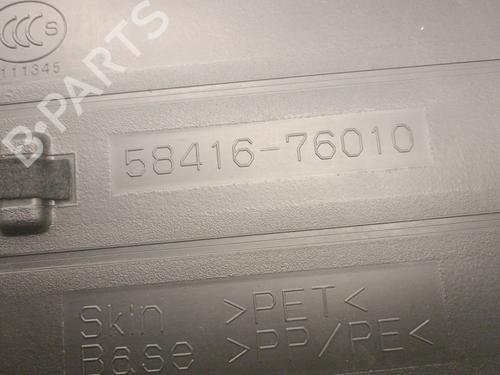 CCC S
111345
B-PARTS
58416-76010
Skin >PET<
Base >PP/PE<